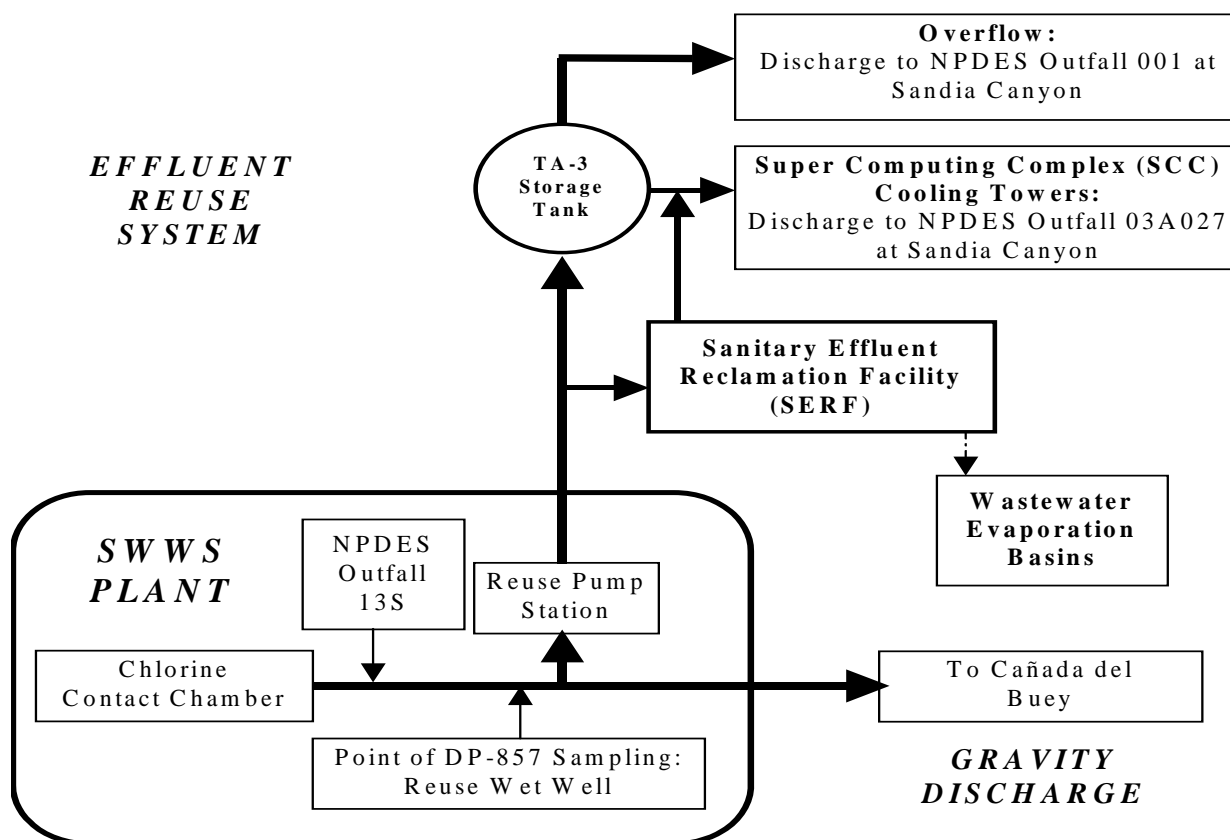 Overflow:
Discharge to NPDES Outfall 001 at
Sandia Canyon
EFFLUENT
REUSE
SYSTEM
TA-3
Storage
Tank
Super Computing Complex (SCC)
Cooling Towers:
Discharge to NPDES Outfall 03A027
at Sandia Canyon
Sanitary Effluent
Reclamation Facility
(SERF)
Wastewater
Evaporation
Basins
SWWS
PLANT
NPDES
Outfall
13S
Reuse Pump
Station
Chlorine
Contact Chamber
To Cañada del
Buey
Point of DP-857 Sampling:
Reuse Wet Well
GRAVITY
DISCHARGE